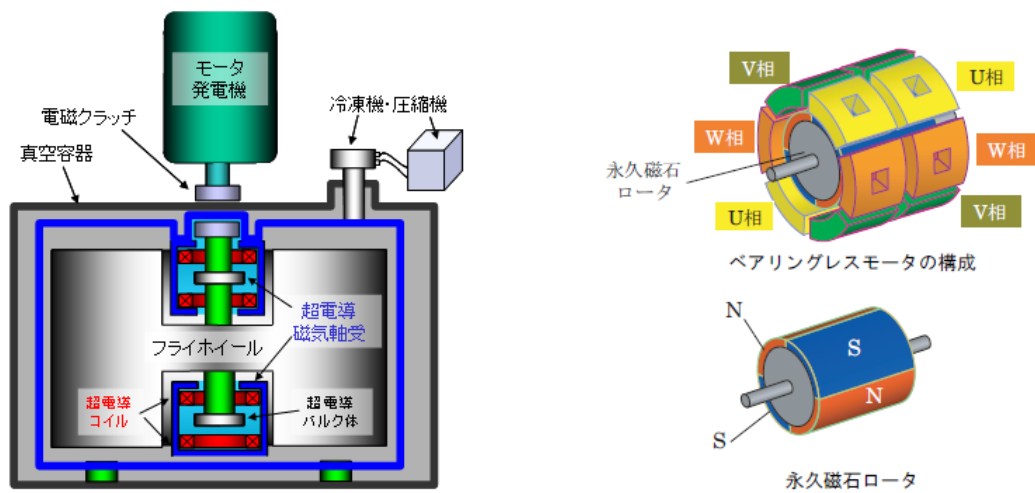 モータ
発電機
電磁クラッチ
真空容器
冷凍機・圧縮機
超電導
磁気軸受
フライホイール
超電導
コイル
超電導
バルク体
V相
U相
W相
W相
永久磁石
ロータ
U相
V相
ベアリングレスモータの構成
N
S
N
S
永久磁石ロータ